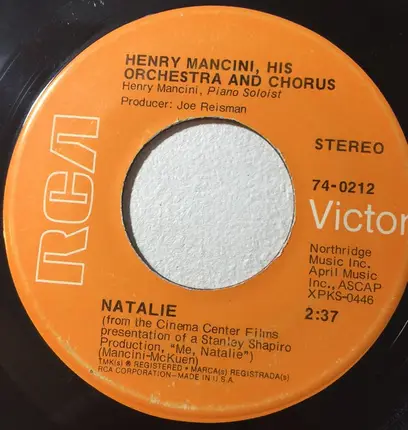 HENRY MANCINI, HIS
ORCHESTRA AND CHORUS
Henry Mancini, Piano Soloist
Producer: Joe Reisman
RCA
STEREO
74-0212
Victor
Northridge
Music Inc.
April Music
Inc., ASCAP
XPKS-0446
2:37
NATALIE
(from the Cinema Center Films
presentation of a Stanley Shapiro
Production, "Me, Natalie")
(Mancini-McKuen)
TMK(s) ® REGISTERED • MARCA(s) REGISTRADA(s)
RCA CORPORATION—MADE IN U.S.A.